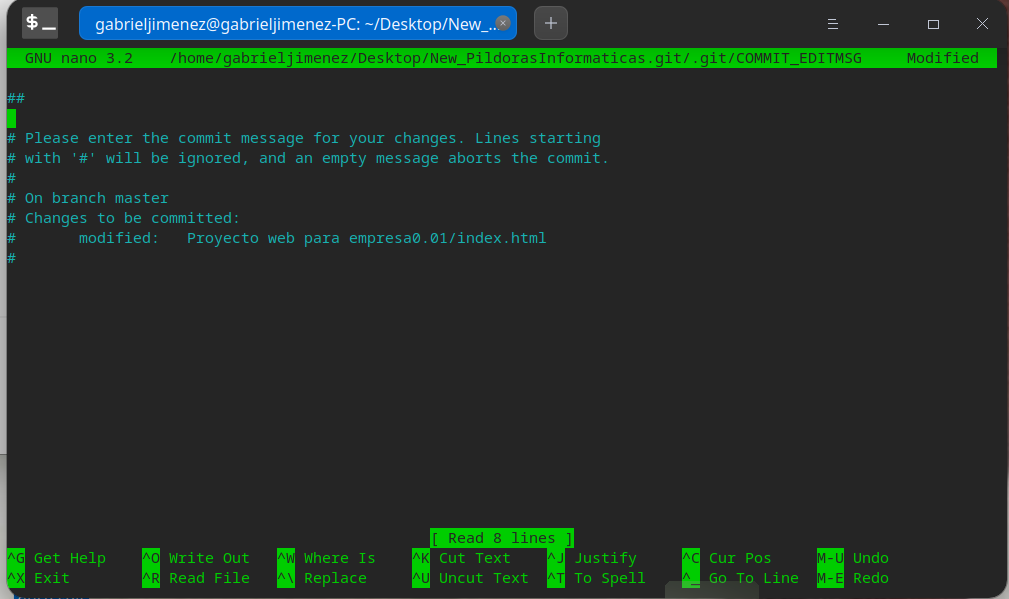 $ _ gabrieljimenez@gabrieljimenez-PC: ~/Desktop/New_...
GNU nano 3.2 /home/gabrieljimenez/Desktop/New_PildorasInformaticas.git/.git/COMMIT_EDITMSG Modified
##
# Please enter the commit message for your changes. Lines starting
# with '#' will be ignored, and an empty message aborts the commit.
#
# On branch master
# Changes to be committed:
# modified: Proyecto web para empresa0.01/index.html
#
[ Read 8 lines ]
^G Get Help ^O Write Out ^W Where Is ^K Cut Text ^J Justify ^C Cur Pos M-U Undo
^X Exit ^R Read File ^\ Replace ^U Uncut Text ^T To Spell ^_ Go To Line M-E Redo